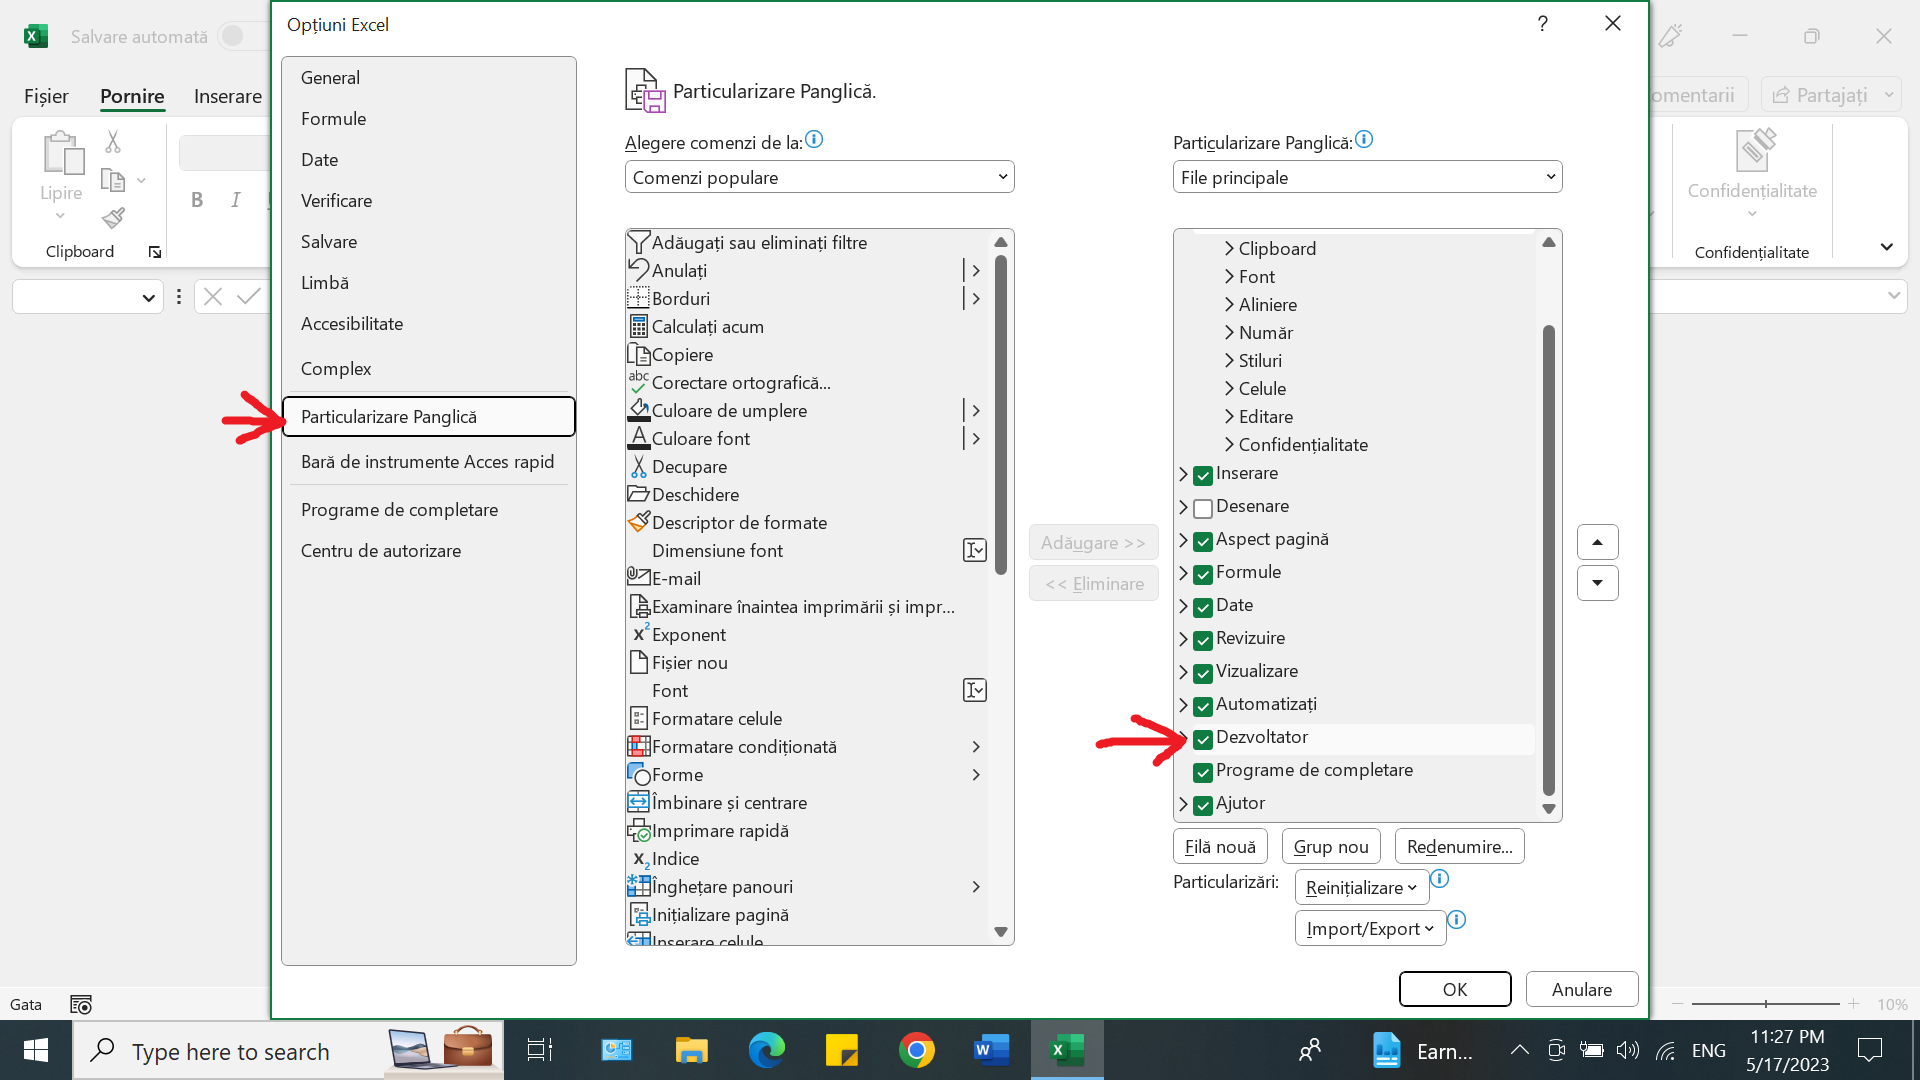 Opțiuni Excel
?
Salvare automată
Fișier
Pornire
Inserare
omentarii
Partajați
Lipire
B I
Clipboard
Confidențialitate
Confidențialitate
General
Formule
Date
Verificare
Salvare
Limbă
Accesibilitate
Complex
Particularizare Panglică
Bară de instrumente Acces rapid
Programe de completare
Centru de autorizare
Particularizare Panglică.
Alegere comenzi de la:
Comenzi populare
Adăugați sau eliminați filtre
Anulați
Borduri
Calculați acum
Copiere
Corectare ortografică...
Culoare de umplere
Culoare font
Decupare
Deschidere
Descriptor de formate
Dimensiune font
E-mail
Examinare înaintea imprimării și impr...
Exponent
Fișier nou
Font
Formatare celule
Formatare condiționată
Forme
Îmbinare și centrare
Imprimare rapidă
Indice
Înghețare panouri
Inițializare pagină
Inserare celule
Adăugare >>
<< Eliminare
Particularizare Panglică:
File principale
Clipboard
Font
Aliniere
Număr
Stiluri
Celule
Editare
Confidențialitate
Inserare
Desenare
Aspect pagină
Formule
Date
Revizuire
Vizualizare
Automatizați
Dezvoltator
Programe de completare
Ajutor
Filă nouă
Grup nou
Redenumire...
Particularizări:
Reinițializare
Import/Export
OK
Anulare
Gata
10%
Type here to search
Earn...
ENG
11:27 PM
5/17/2023